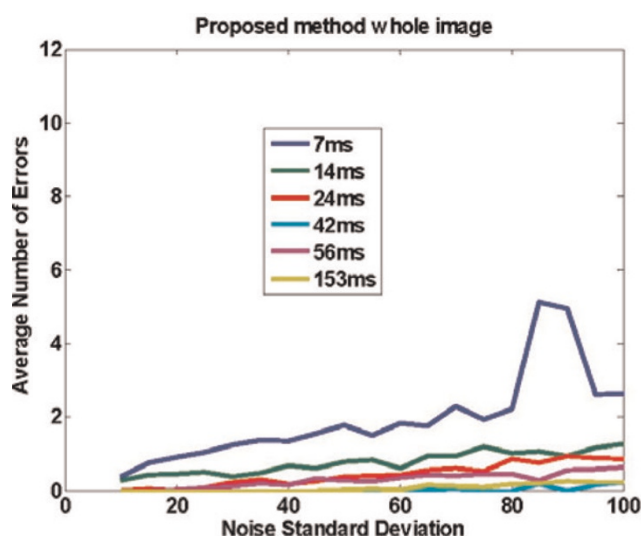 Proposed method whole image
12
10
8
6
4
2
0
Average Number of Errors
7ms
14ms
24ms
42ms
56ms
153ms
0 20 40 60 80 100
Noise Standard Deviation